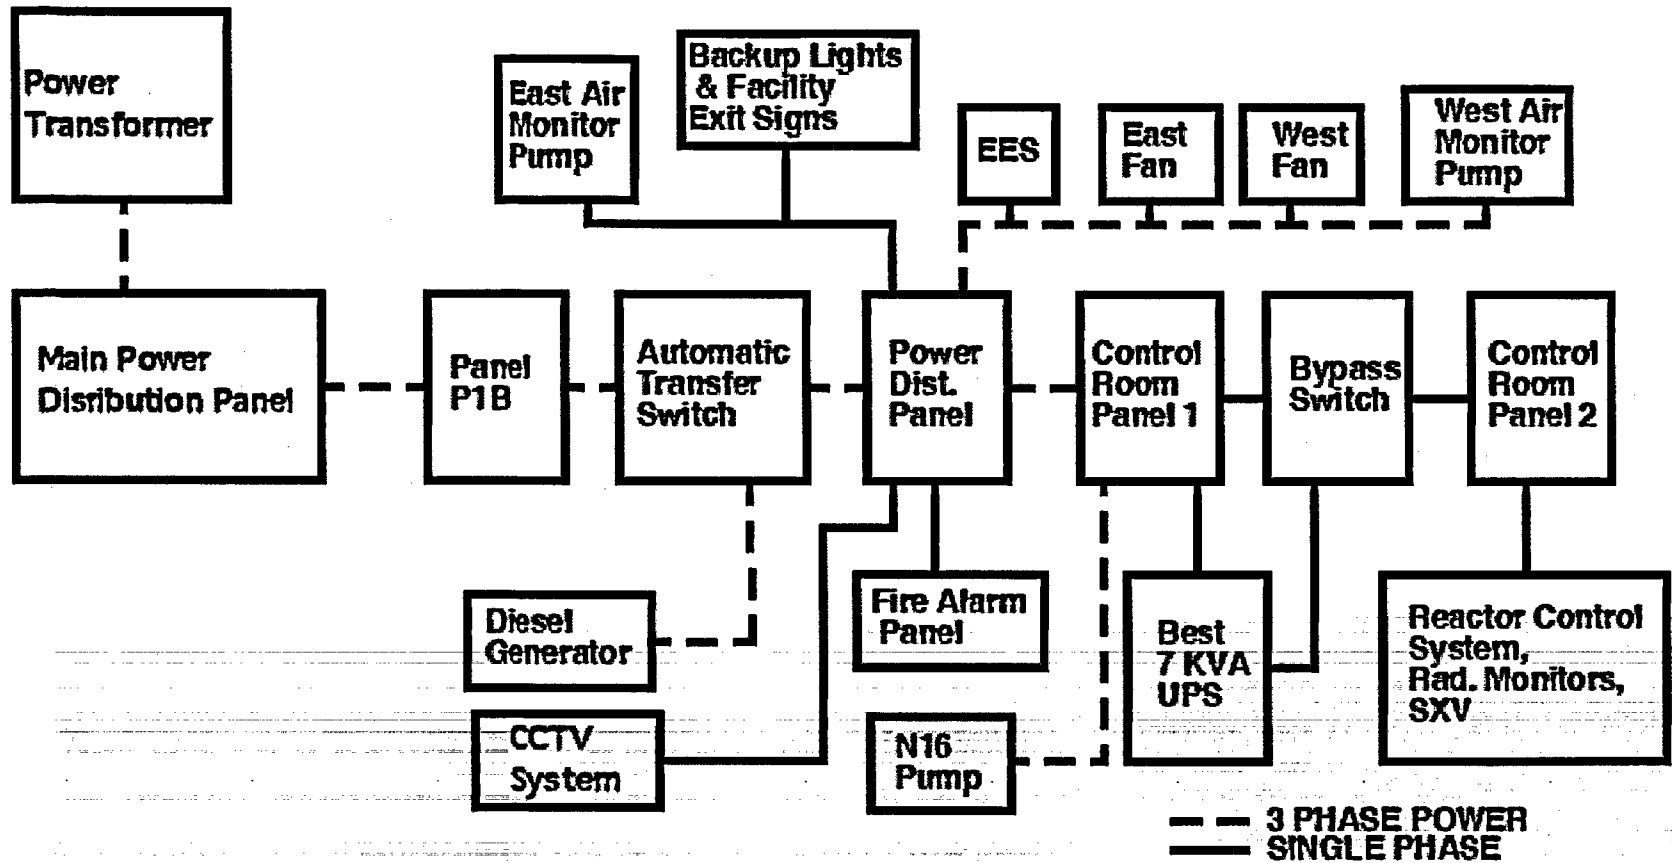 Power
Transformer
East Air
Monitor
Pump
Backup Lights
& Facility
Exit Signs
EES
East
Fan
West
Fan
West Air
Monitor
Pump
Main Power
Disribution Panel
Panel
P1B
Automatic
Transfer
Switch
Power
Dist.
Panel
Control
Room
Panel 1
Bypass
Switch
Control
Room
Panel 2
Diesel
Generator
Fire Alarm
Panel
Best
7 KVA
UPS
Reactor Control
System,
Rad. Monitors,
SXV
CCTV
System
N16
Pump
3 PHASE POWER
SINGLE PHASE